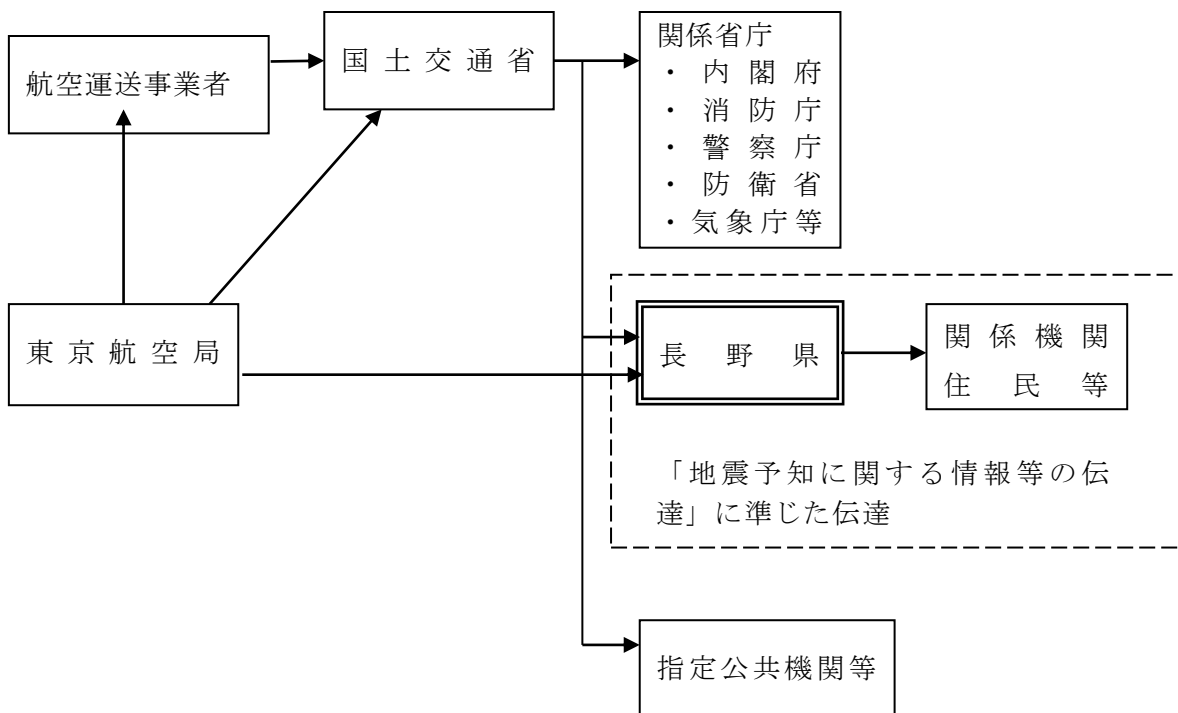 航空運送事業者
国土交通省
関係省庁
・内閣府
・消防庁
・警察庁
・防衛省
・気象庁等
東京航空局
長野県
関係機関
住民等
「地震予知に関する情報等の伝
達」に準じた伝達
指定公共機関等